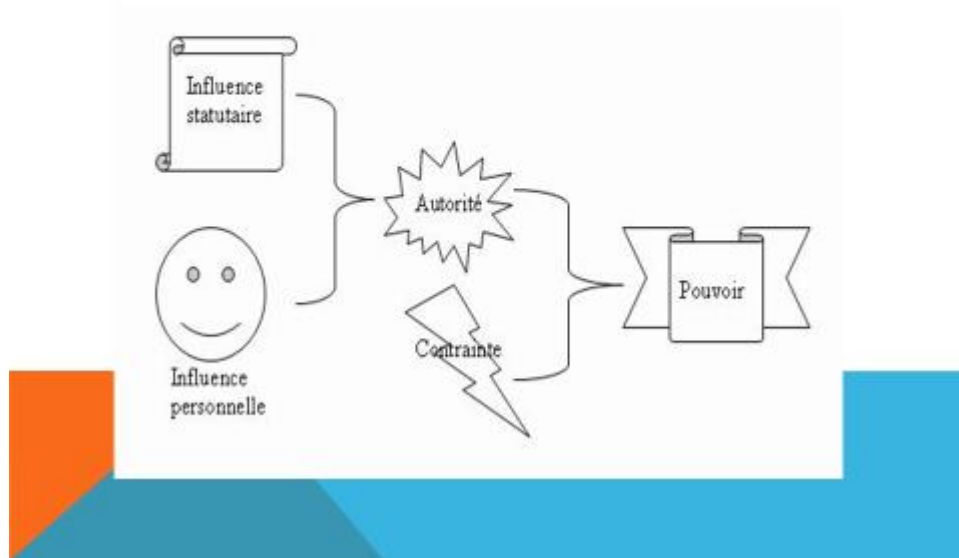 Influence
statutaire
Autorité
Pouvoir
Contrainte
Influence
personnelle